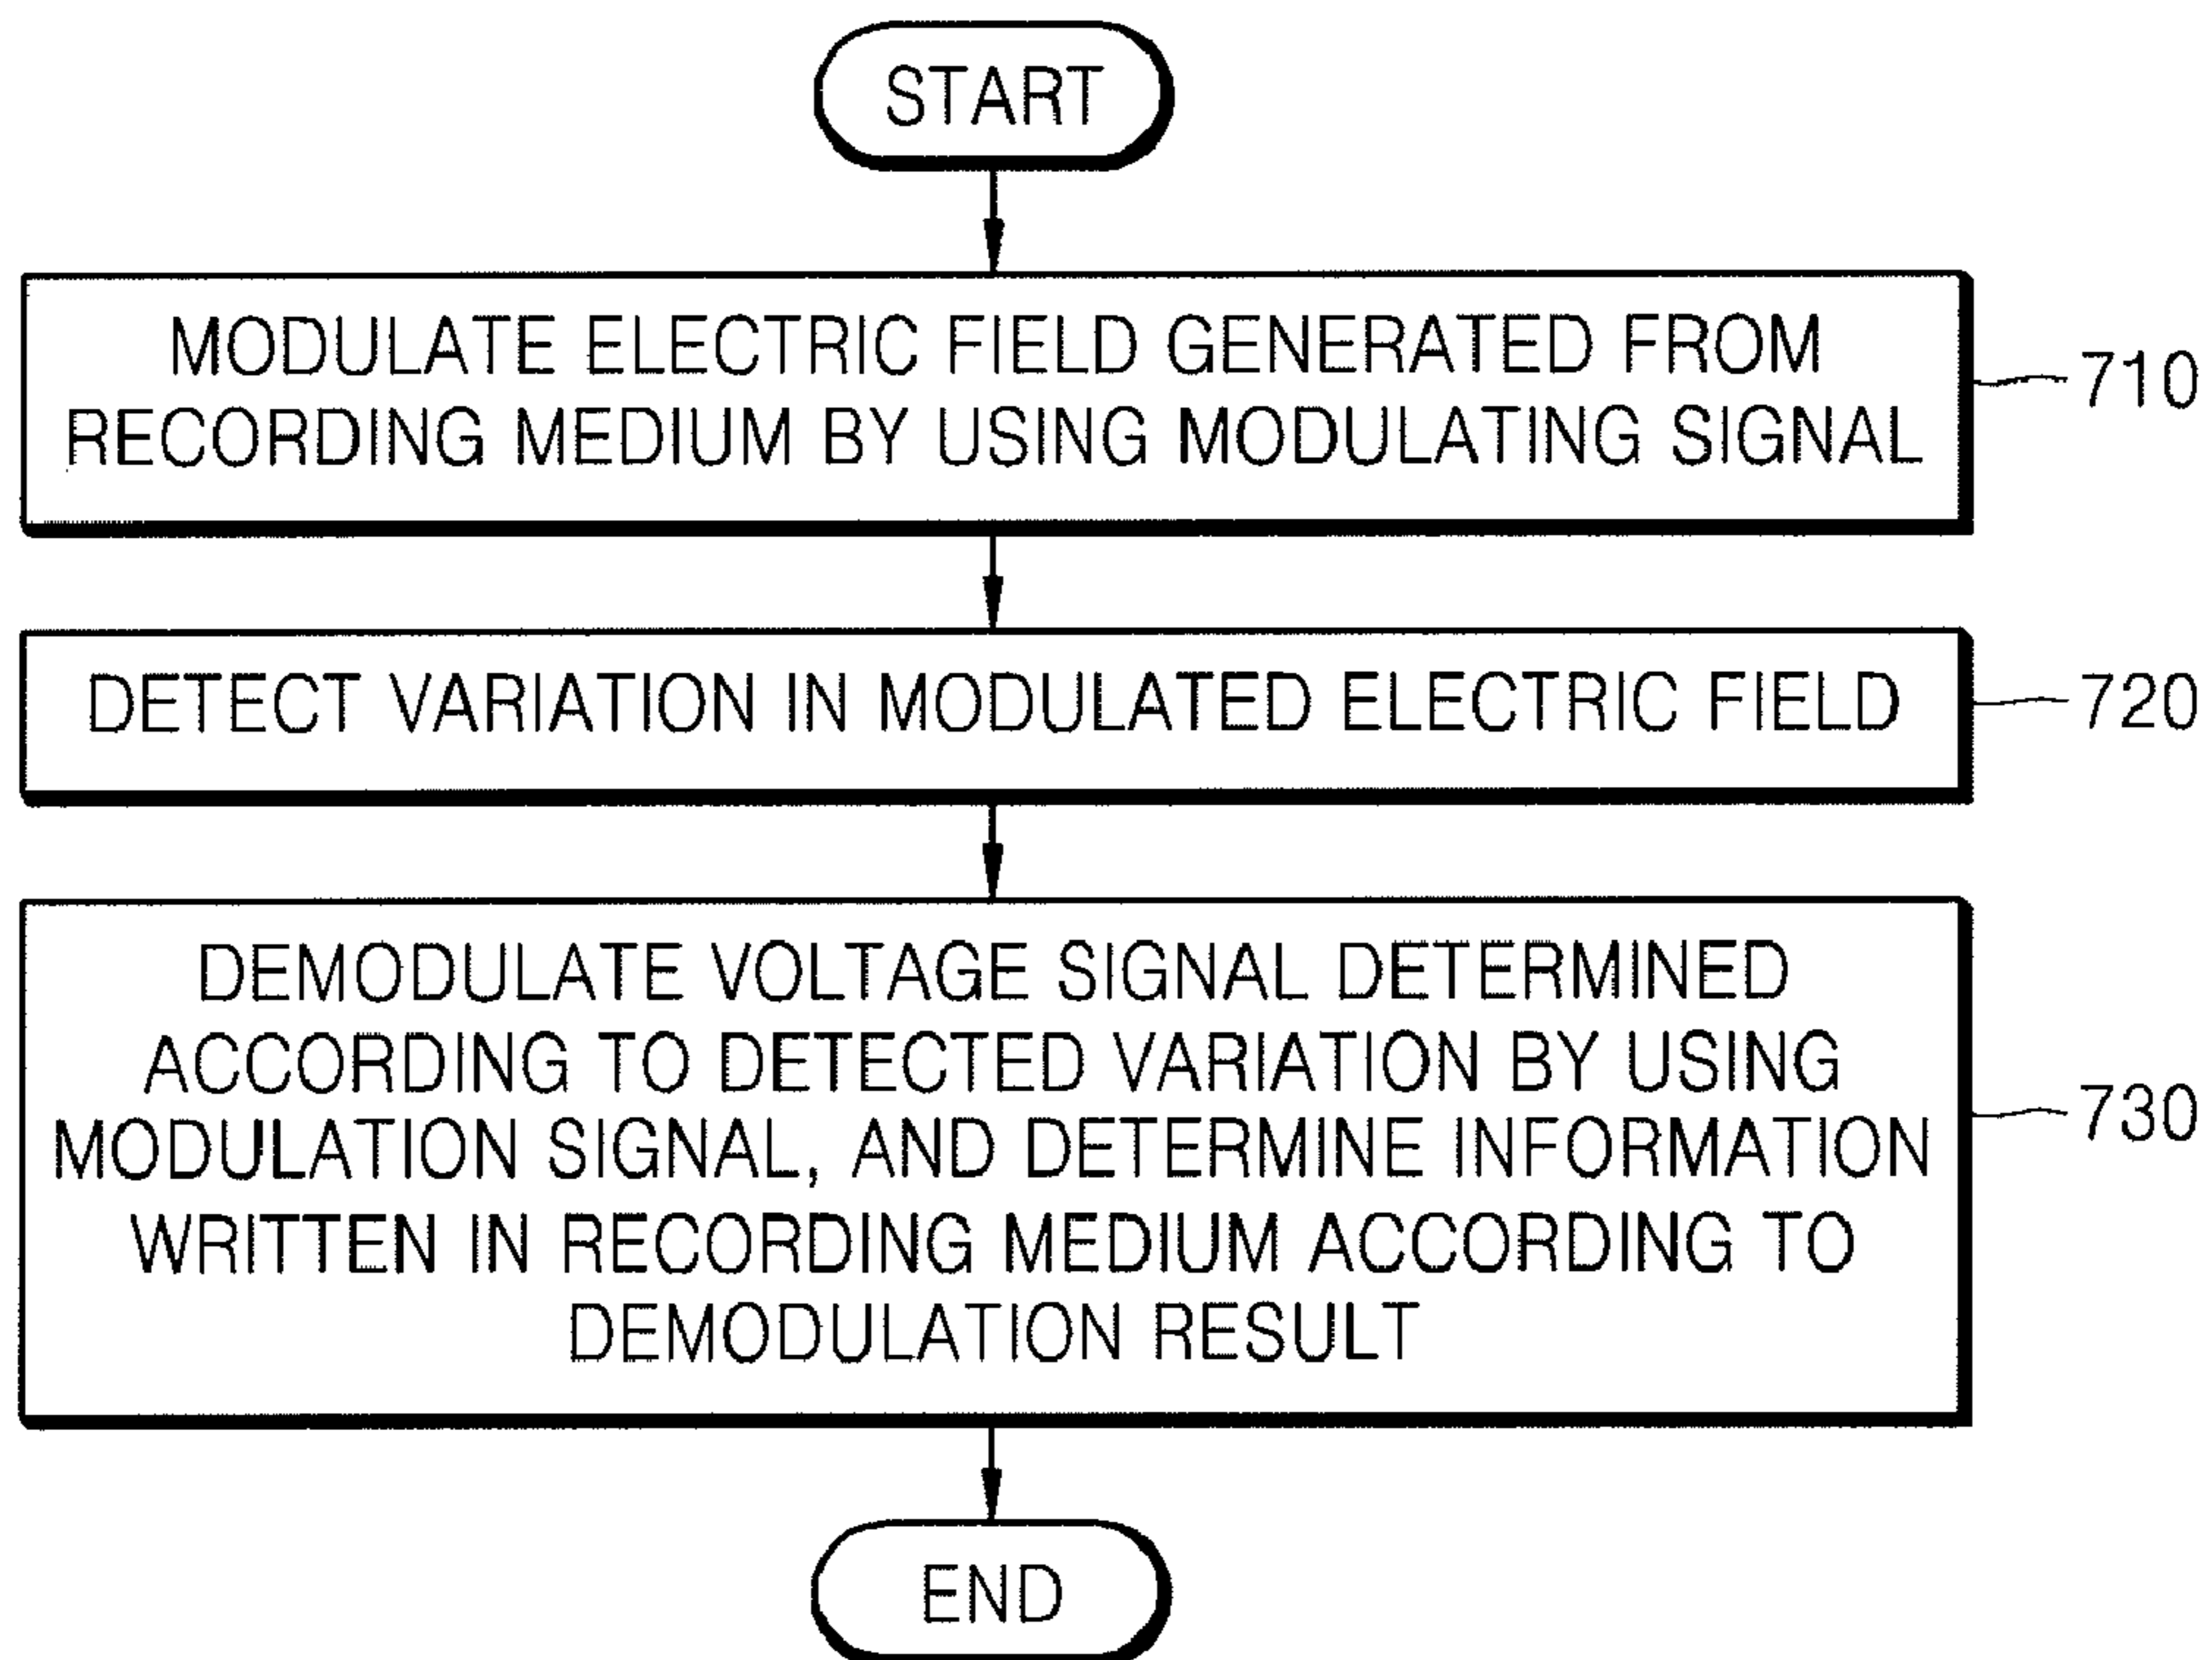 START
MODULATE ELECTRIC FIELD GENERATED FROM
RECORDING MEDIUM BY USING MODULATING SIGNAL
710
DETECT VARIATION IN MODULATED ELECTRIC FIELD
720
DEMODULATE VOLTAGE SIGNAL DETERMINED
ACCORDING TO DETECTED VARIATION BY USING
MODULATION SIGNAL, AND DETERMINE INFORMATION
WRITTEN IN RECORDING MEDIUM ACCORDING TO
DEMODULATION RESULT
730
END